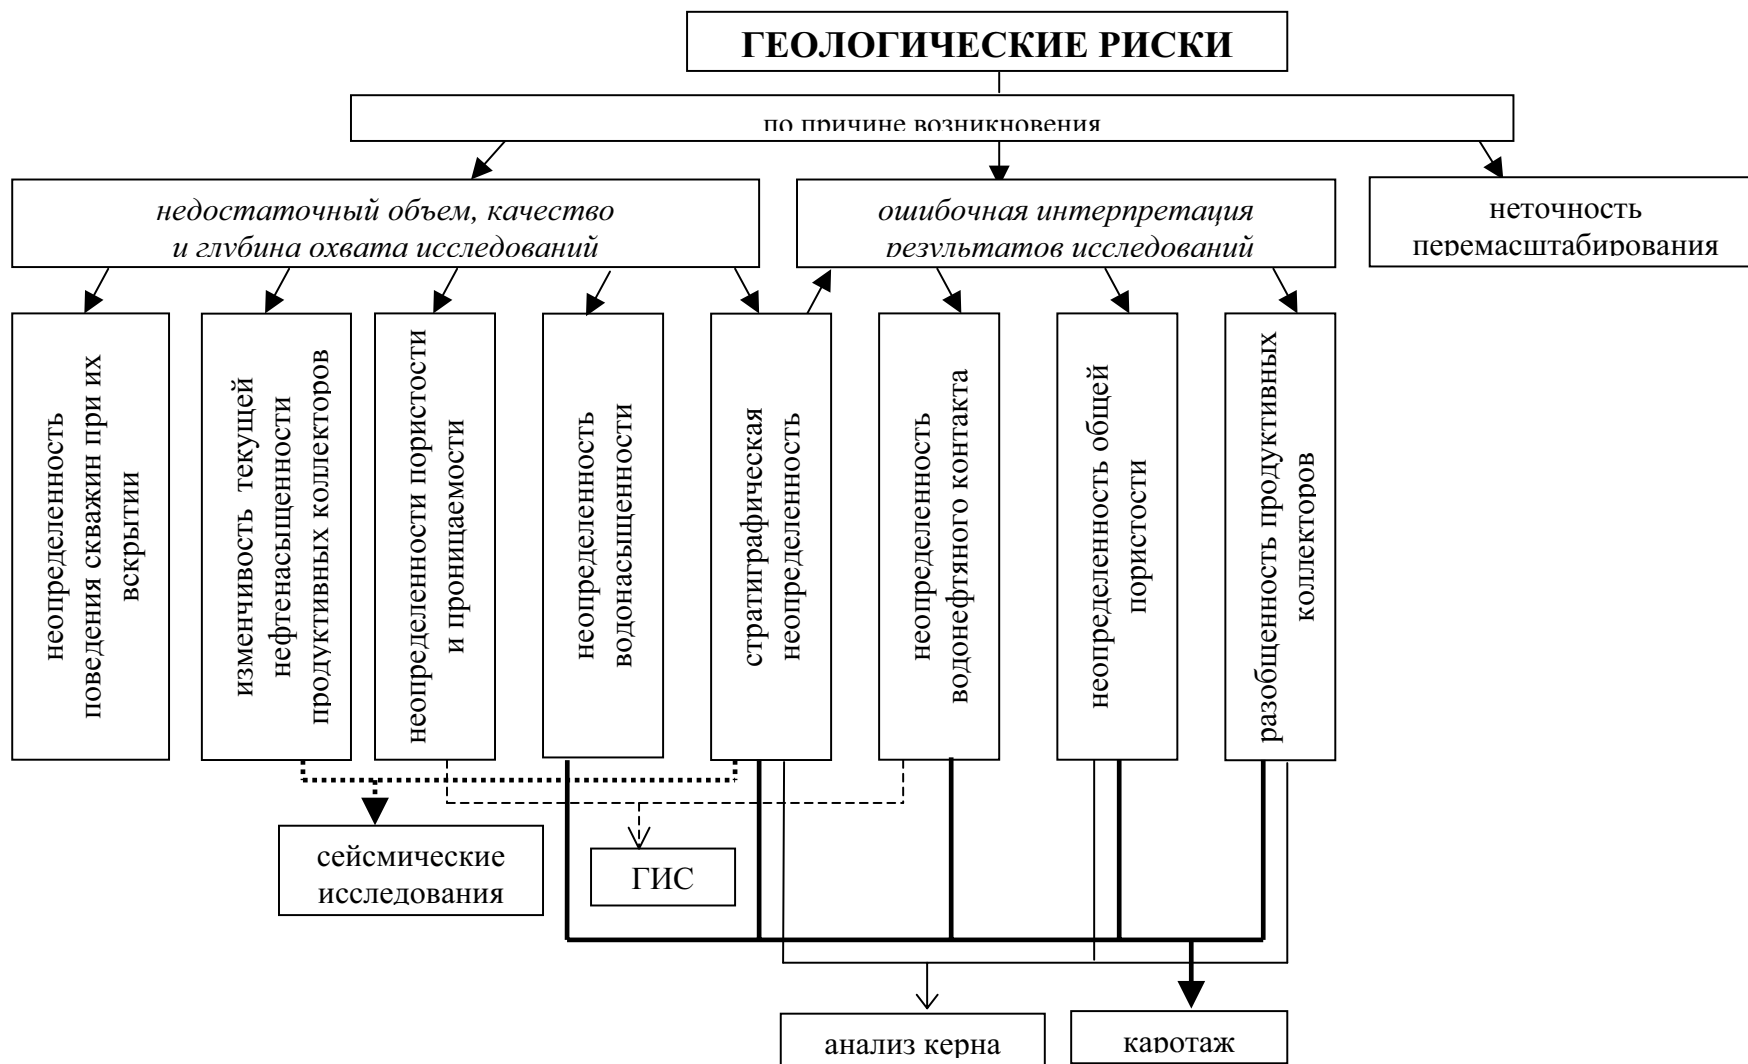 ГЕОЛОГИЧЕСКИЕ РИСКИ
по причине возникновения
недостаточный объем, качество
и глубина охвата исследований
ошибочная интерпретация
результатов исследований
неточность
перемасштабирования
неопределенность
поведения скважин при их
вскрытии
изменчивость текущей
нефтенасыщенности
продуктивных коллекторов
неопределенности пористости
и проницаемости
неопределенность
водонасыщенности
стратиграфическая
неопределенность
неопределенность
водонефтяного контакта
неопределенность общей
пористости
разобщенность продуктивных
коллекторов
сейсмические
исследования
ГИС
анализ керна
каротаж